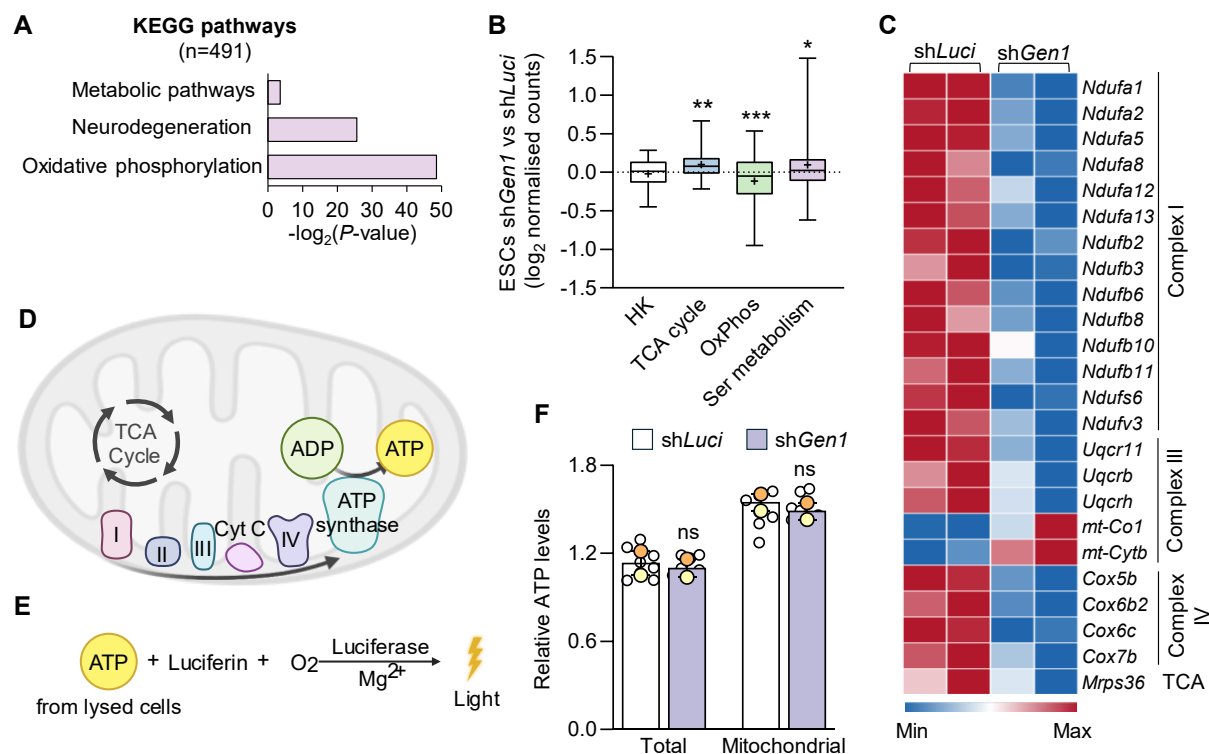 A
KEGG pathways
(n=491)
Metabolic pathways
Neurodegeneration
Oxidative phosphorylation
0 10 20 30 40 50
-log2(P-value)
B
ESCs shGen1 vs shLuci
(log2 normalised counts)
1.5
1.0
0.5
0.0
-0.5
-1.0
-1.5
**
***
*
HK
TCA cycle
OxPhos
Ser metabolism
C
shLuci shGen1
Ndufa1
Ndufa2
Ndufa5
Ndufa8
Ndufa12
Ndufa13
Ndufb2
Ndufb3
Ndufb6
Ndufb8
Ndufb10
Ndufb11
Ndufs6
Ndufv3
Uqcr11
Uqcrb
Uqcrh
mt-Co1
mt-Cytb
Cox5b
Cox6b2
Cox6c
Cox7b
Mrps36
Complex I
Complex III
Complex
IV
TCA
Min Max
D
TCA
Cycle
ADP
ATP
ATP
synthase
I
II
III
Cyt C
IV
E
ATP + Luciferin + O2
Luciferase
Mg2+
from lysed cells
Light
F
shLuci shGen1
Relative ATP levels
1.8
1.2
0.6
0.0
ns
ns
Total Mitochondrial